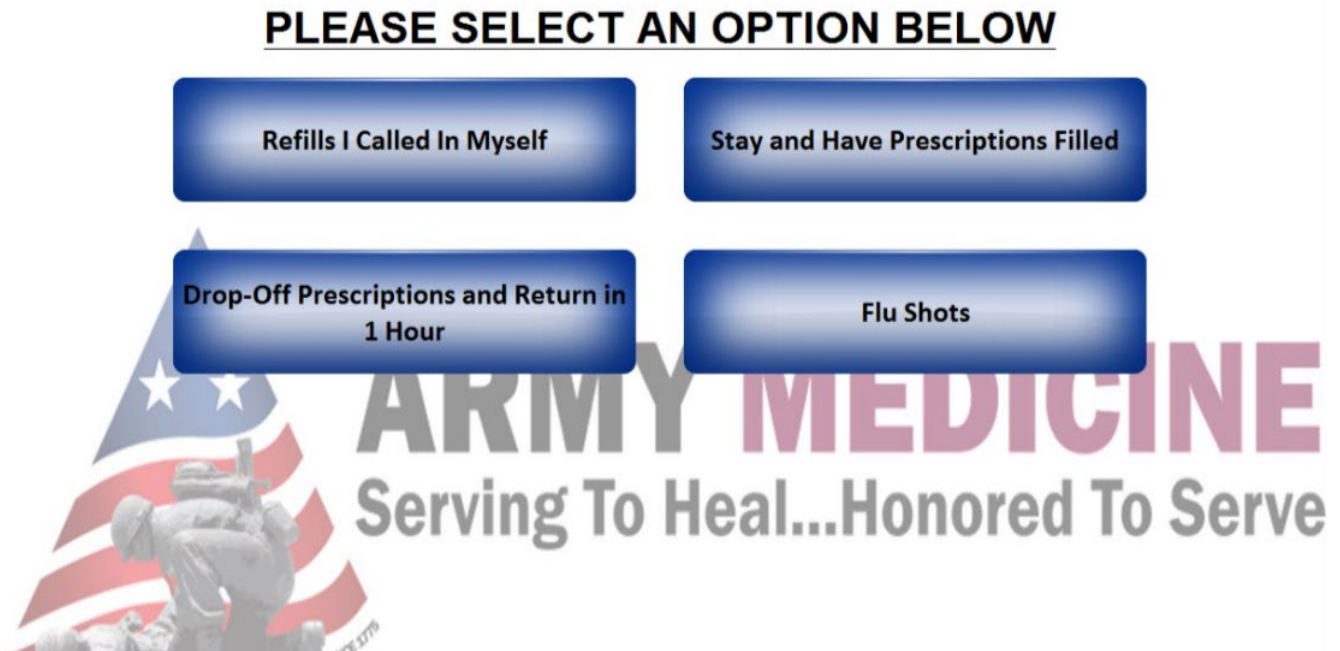 PLEASE SELECT AN OPTION BELOW
Refills I Called In Myself
Stay and Have Prescriptions Filled
Drop-Off Prescriptions and Return in
1 Hour
Flu Shots
ARMY MEDICINE
Serving To Heal...Honored To Serve
1775